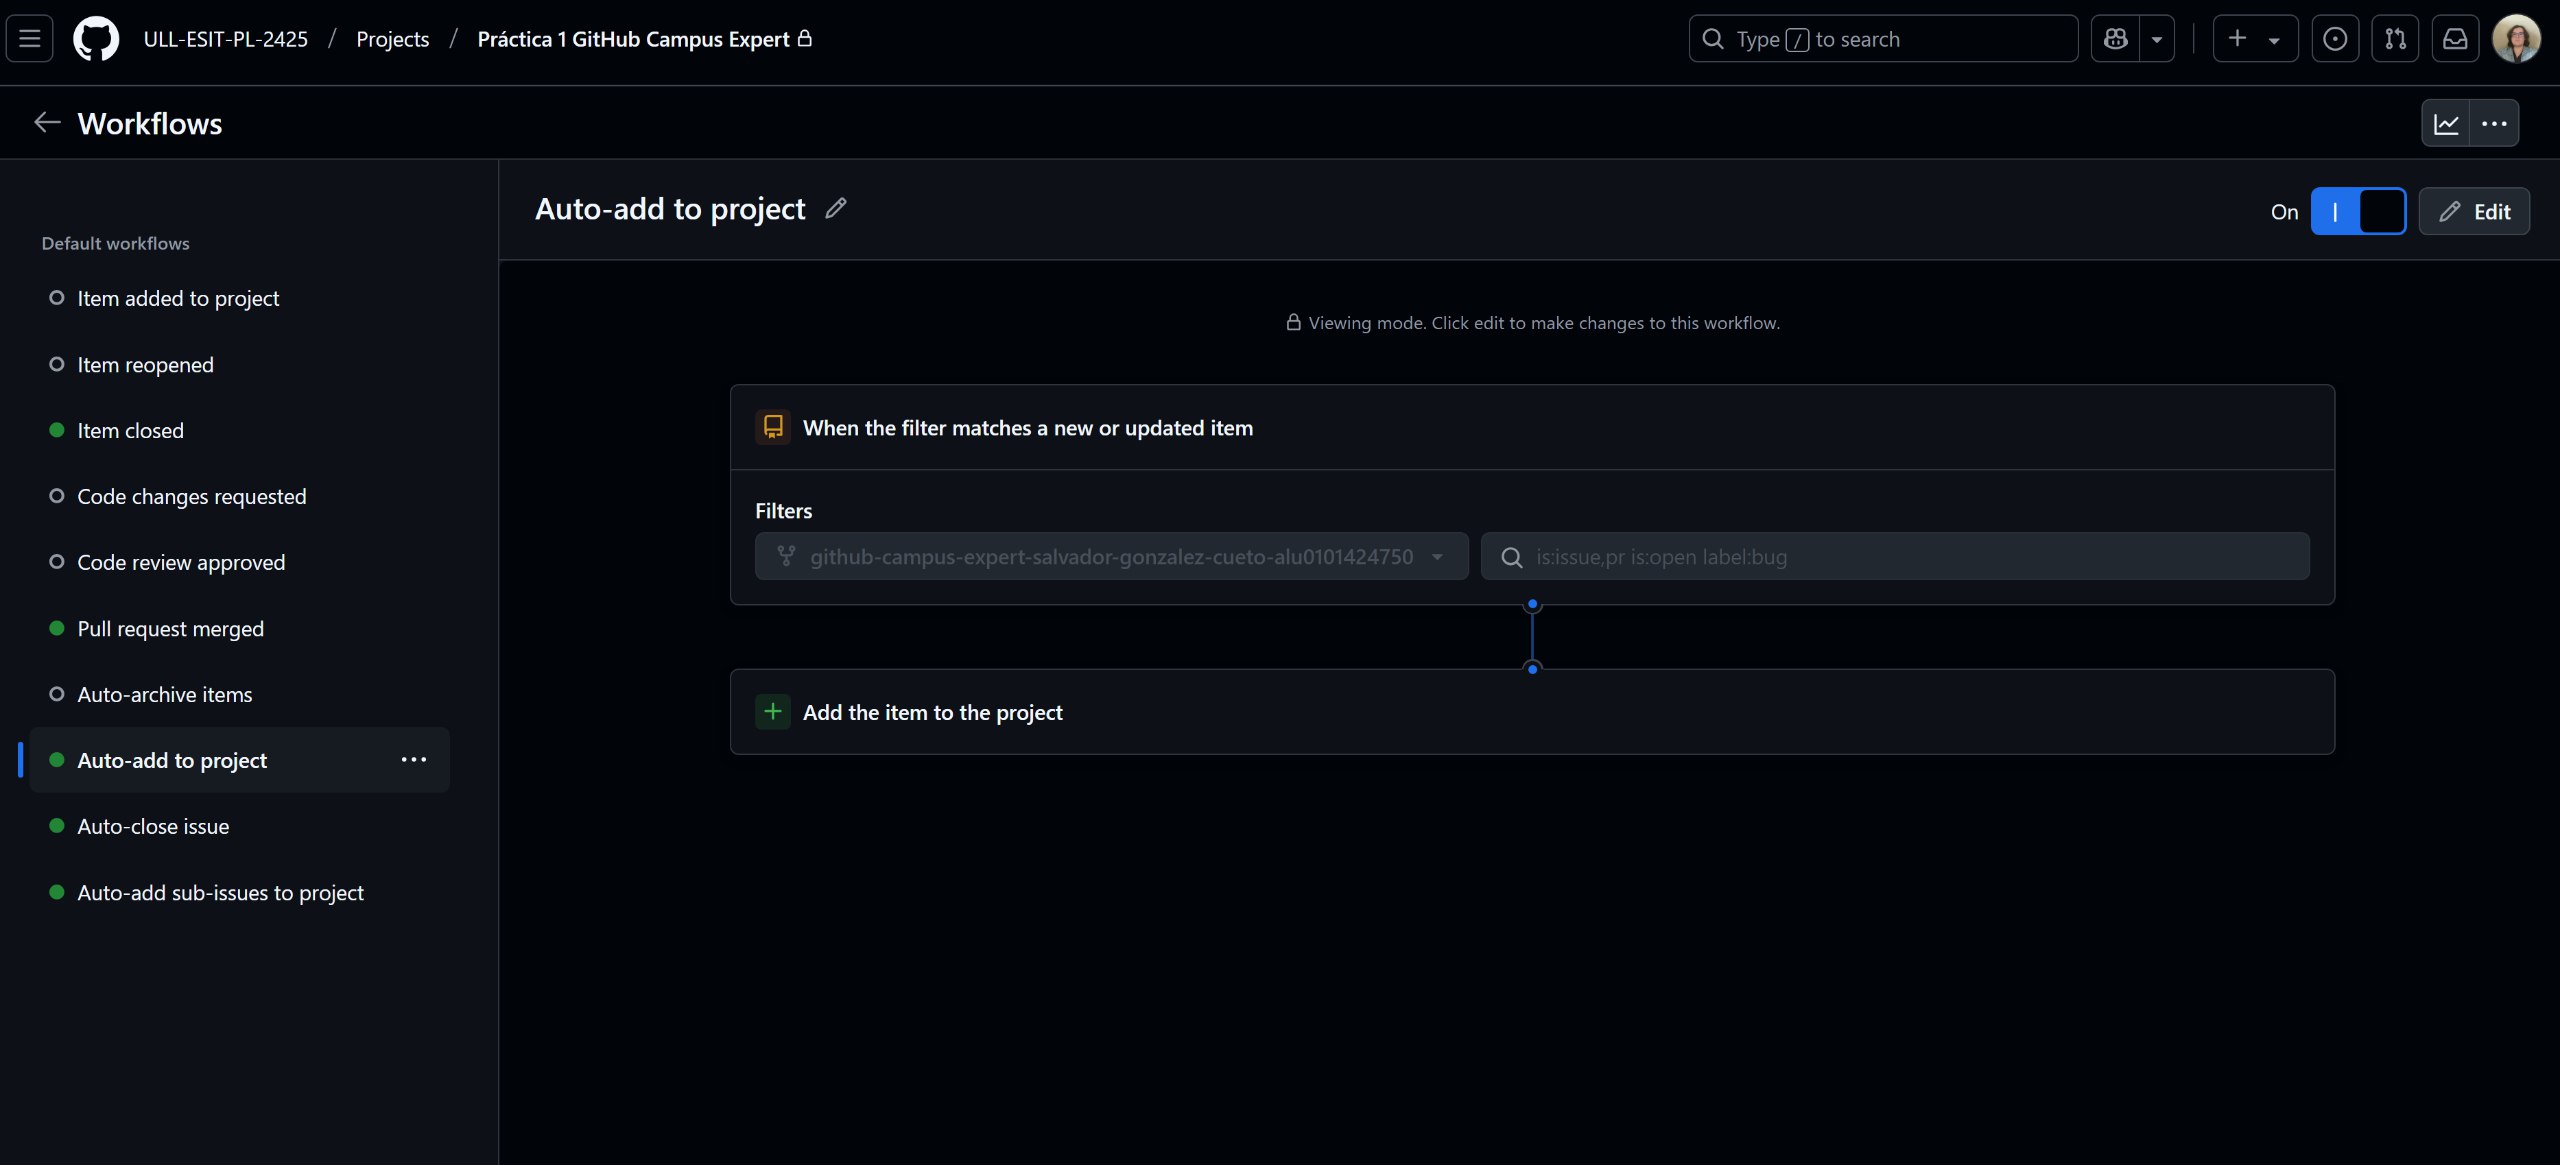 ULL-ESIT-PL-2425 / Projects / Práctica 1 GitHub Campus Expert
Type / to search
Workflows
Default workflows
Item added to project
Item reopened
Item closed
Code changes requested
Code review approved
Pull request merged
Auto-archive items
Auto-add to project
Auto-close issue
Auto-add sub-issues to project
Auto-add to project
On
Edit
Viewing mode. Click edit to make changes to this workflow.
When the filter matches a new or updated item
Filters
github-campus-expert-salvador-gonzalez-cueto-alu0101424750
is:issue,pr is:open label:bug
Add the item to the project